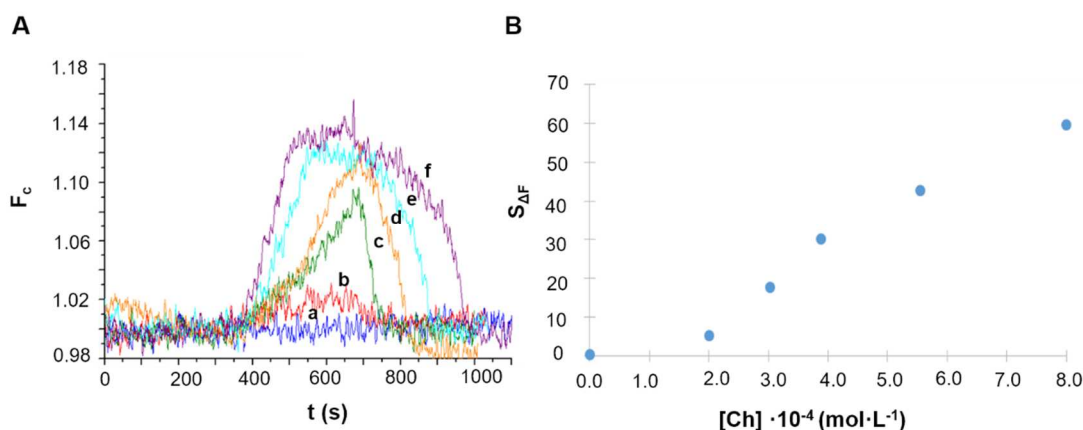 A
B
F_c
1.18
1.14
1.10
1.06
1.02
0.98
a
b
c
d
e
f
0 200 400 600 800 1000
t (s)
S_ΔF
70
60
50
40
30
20
10
0
0.0 1.0 2.0 3.0 4.0 5.0 6.0 7.0 8.0
[Ch] ·10⁻⁴ (mol·L⁻¹)